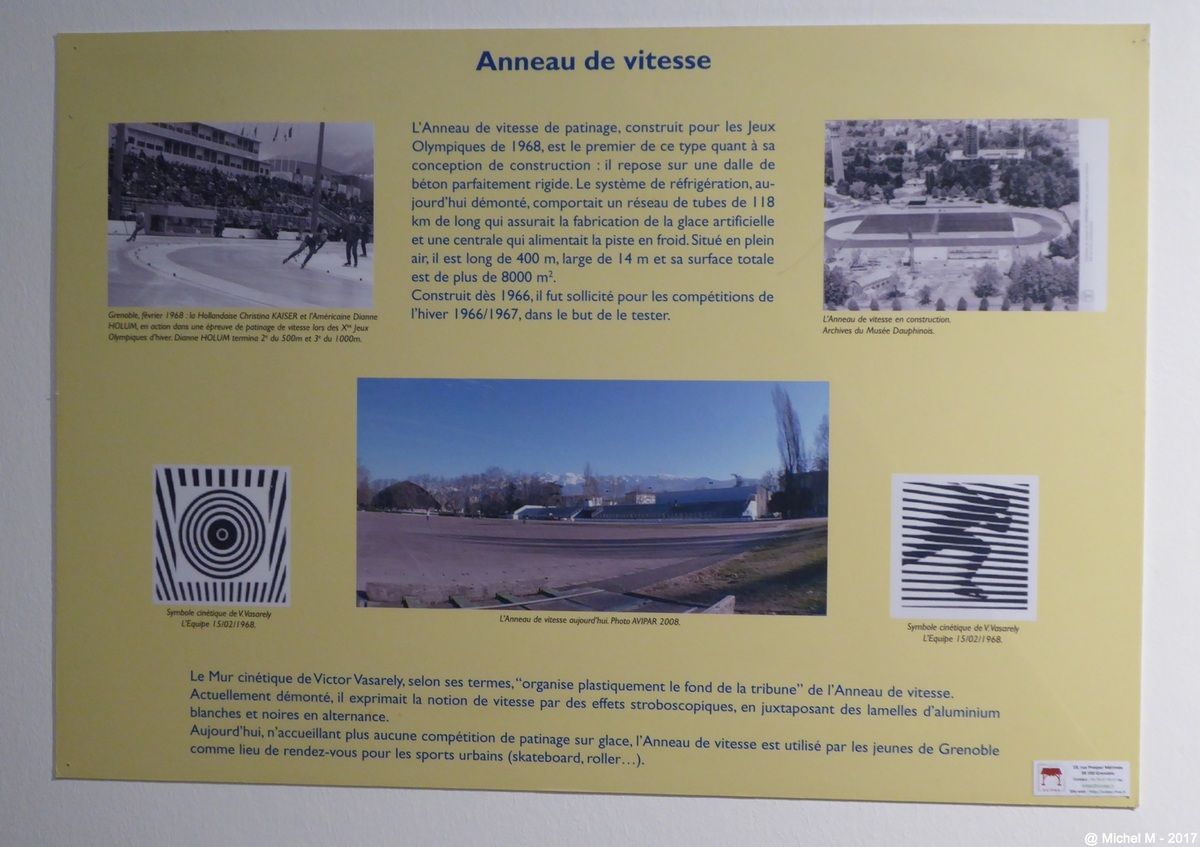 Anneau de vitesse
L'Anneau de vitesse de patinage, construit pour les Jeux
Olympiques de 1968, est le premier de ce type quant à sa
conception de construction : il repose sur une dalle de
béton parfaitement rigide. Le système de réfrigération, au-
jourd'hui démonté, comportait un réseau de tubes de 118
km de long qui assurait la fabrication de la glace artificielle
et une centrale qui alimentait la piste en froid. Situé en plein
air, il est long de 400 m, large de 14 m et sa surface totale
est de plus de 8000 m².
Construit dès 1966, il fut sollicité pour les compétitions de
l'hiver 1966/1967, dans le but de le tester.
Grenoble, février 1968 : la Hollandaise Christina KAISER et l'Américaine Dianne
HOLUM, en action dans une épreuve de patinage de vitesse lors des Xᵉˢ Jeux
Olympiques d'hiver. Dianne HOLUM termina 2ᵉ du 500m et 3ᵉ du 1000m.
L'Anneau de vitesse en construction.
Archives du Musée Dauphinois.
Symbole cinétique de V. Vasarely
L'Equipe 15/02/1968.
L'Anneau de vitesse aujourd'hui. Photo AVIPAR 2008.
Symbole cinétique de V. Vasarely
L'Equipe 15/02/1968.
Le Mur cinétique de Victor Vasarely, selon ses termes, “organise plastiquement le fond de la tribune” de l'Anneau de vitesse.
Actuellement démonté, il exprimait la notion de vitesse par des effets stroboscopiques, en juxtaposant des lamelles d'aluminium
blanches et noires en alternance.
Aujourd'hui, n'accueillant plus aucune compétition de patinage sur glace, l'Anneau de vitesse est utilisé par les jeunes de Grenoble
comme lieu de rendez-vous pour les sports urbains (skateboard, roller…).
@ Michel M - 2017